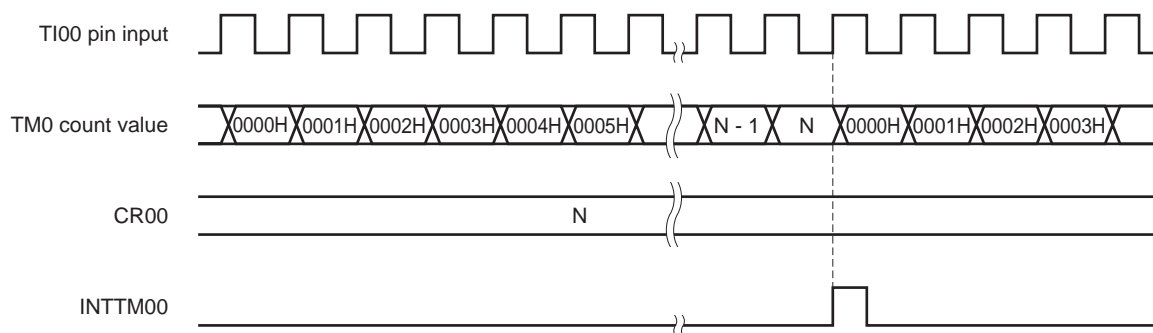 TI00 pin input
TM0 count value
0000H 0001H 0002H 0003H 0004H 0005H N - 1 N 0000H 0001H 0002H 0003H
CR00
N
INTTM00